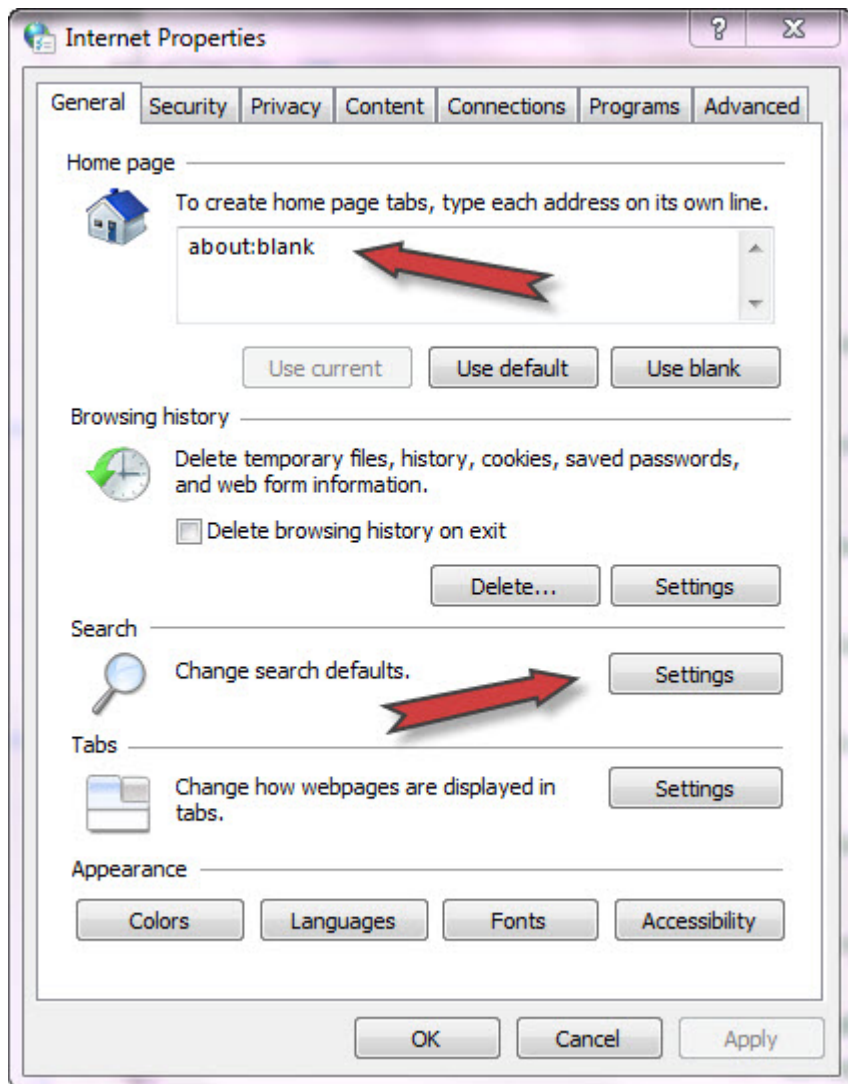 Internet Properties
General Security Privacy Content Connections Programs Advanced
Home page
To create home page tabs, type each address on its own line.
about:blank
Use current Use default Use blank
Browsing history
Delete temporary files, history, cookies, saved passwords,
and web form information.
Delete browsing history on exit
Delete... Settings
Search
Change search defaults. Settings
Tabs
Change how webpages are displayed in Settings
tabs.
Appearance
Colors Languages Fonts Accessibility
OK Cancel Apply